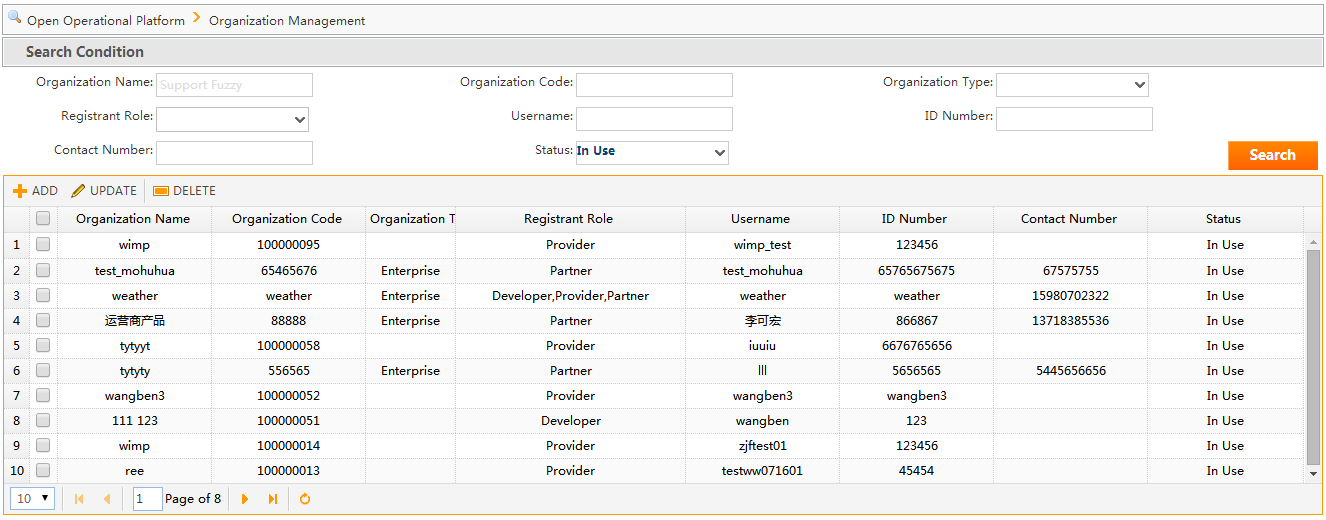 Open Operational Platform Organization Management
Search Condition
Organization Name: Support Fuzzy Organization Code: Organization Type:
Registrant Role: Username: ID Number:
Contact Number: Status: In Use Search
ADD UPDATE DELETE
Organization Name Organization Code Organization T Registrant Role Username ID Number Contact Number Status
1 wimp 100000095 Provider wimp_test 123456 In Use
2 test_mohuhua 65465676 Enterprise Partner test_mohuhua 65765675675 67575755 In Use
3 weather weather Enterprise Developer,Provider,Partner weather weather 15980702322 In Use
4 运营商产品 88888 Enterprise Partner 李可宏 866867 13718385536 In Use
5 tytyyt 100000058 Provider iuuiu 6676765656 In Use
6 tytyty 556565 Enterprise Partner lll 5656565 5445656656 In Use
7 wangben3 100000052 Provider wangben3 wangben3 In Use
8 111 123 100000051 Developer wangben 123 In Use
9 wimp 100000014 Provider zjftest01 123456 In Use
10 ree 100000013 Provider testww071601 45454 In Use
10 1 Page of 8